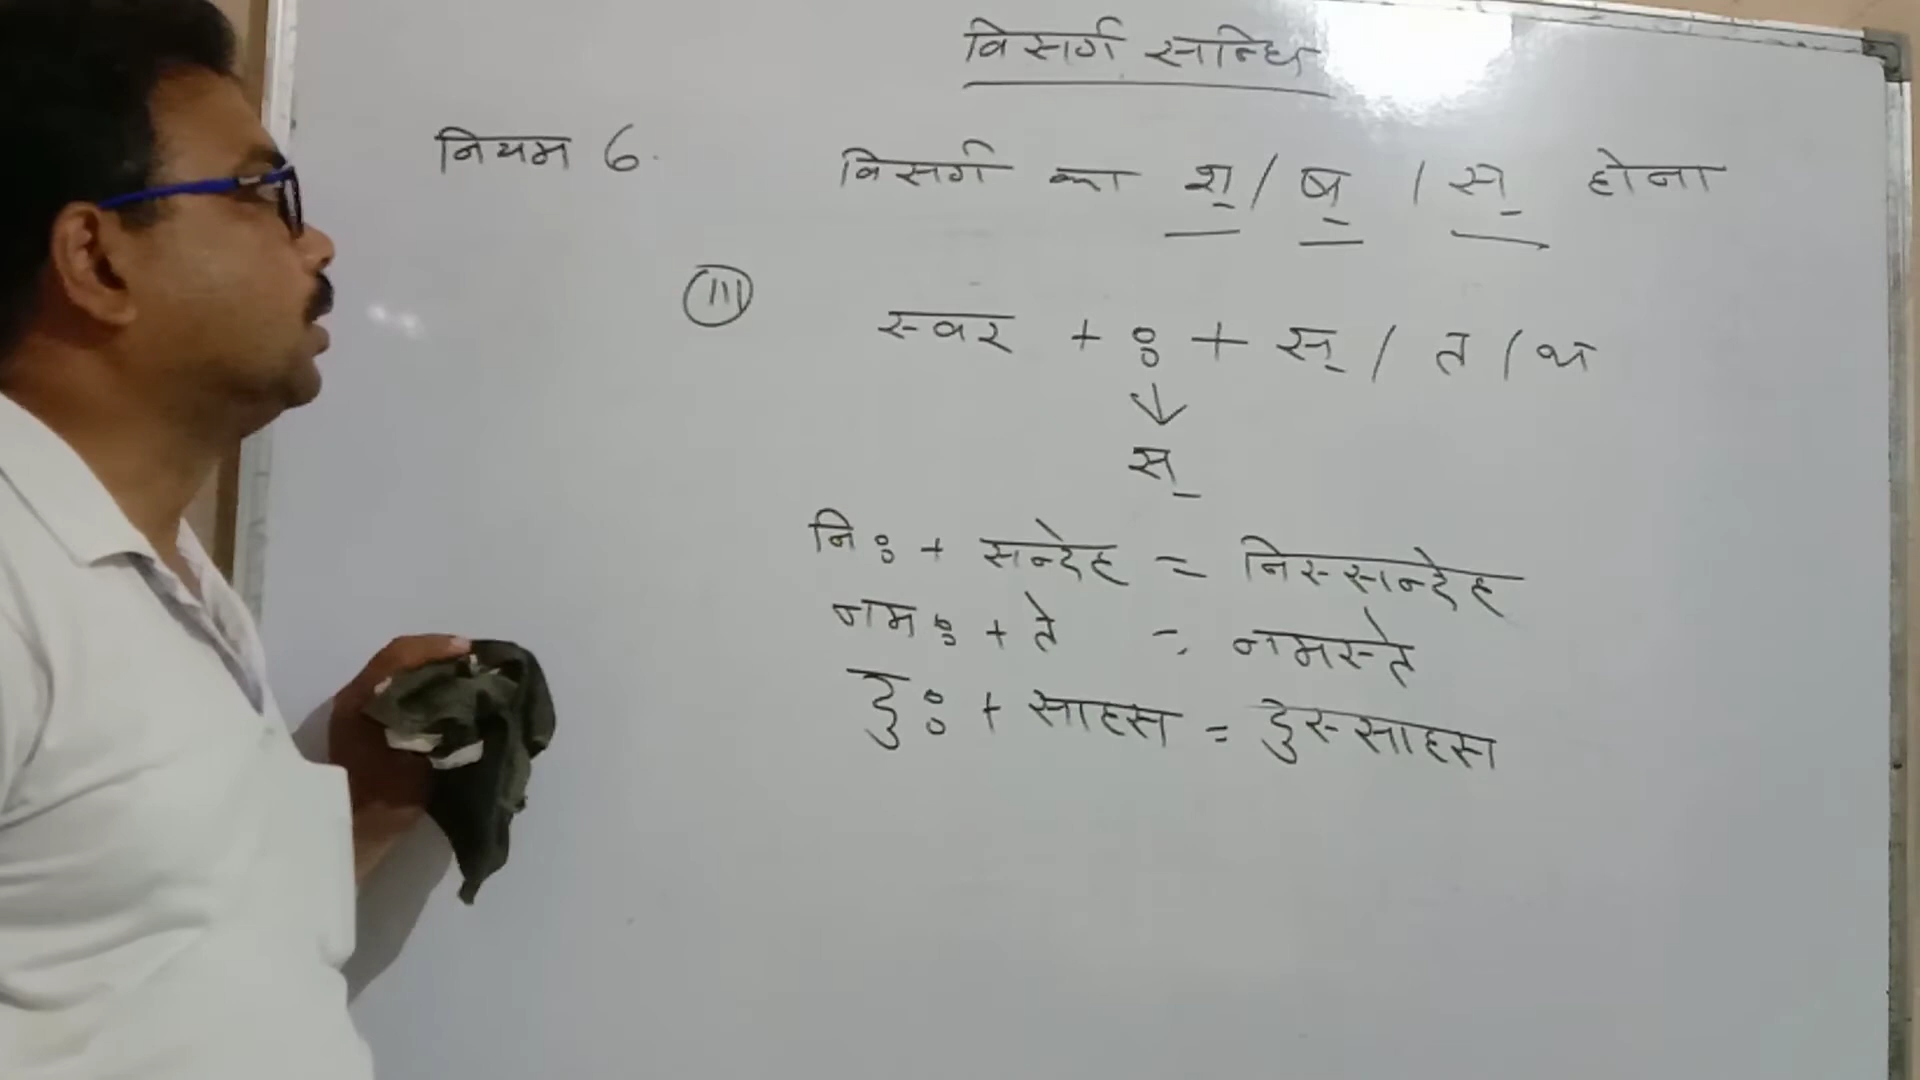 विसर्ग सन्धि
नियम 6. विसर्ग का श् / ष् / स् होना
(III) स्वर + ः + स् / त / थ
↓
स्
निः + सन्देह = निस्सन्देह
नमः + ते = नमस्ते
दुः + साहस = दुस्साहस